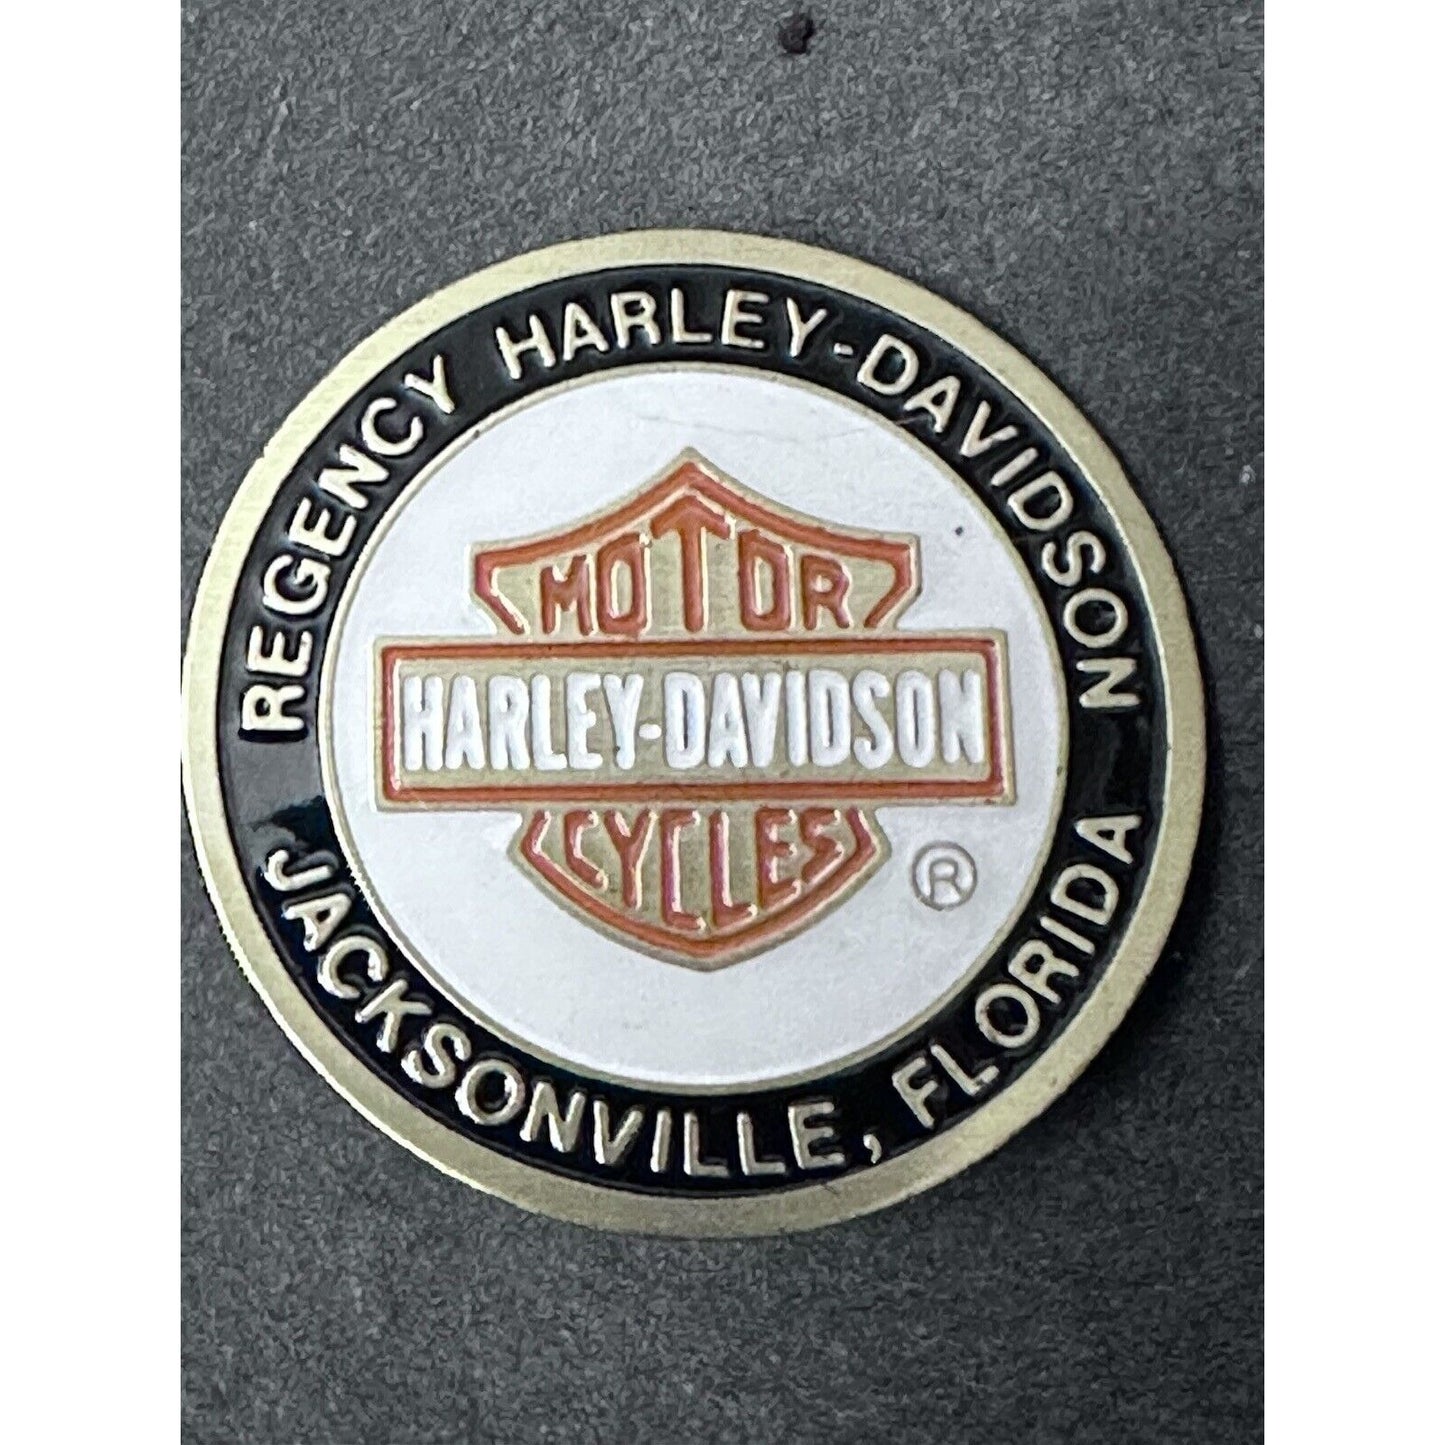 REGENCY HARLEY-DAVIDSON
MOTOR
HARLEY-DAVIDSON
CYCLES
®
JACKSONVILLE, FLORIDA